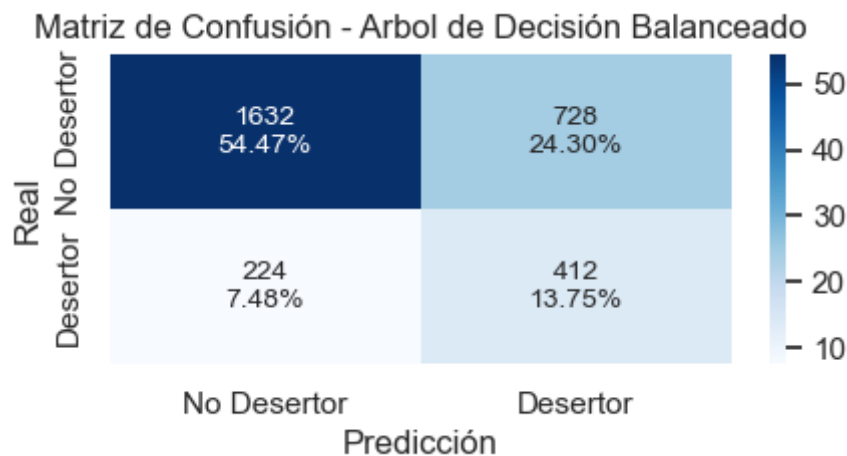 Matriz de Confusión - Arbol de Decisión Balanceado
Real
No Desertor
Desertor
1632
54.47%
728
24.30%
224
7.48%
412
13.75%
No Desertor
Desertor
Predicción
50
40
30
20
10